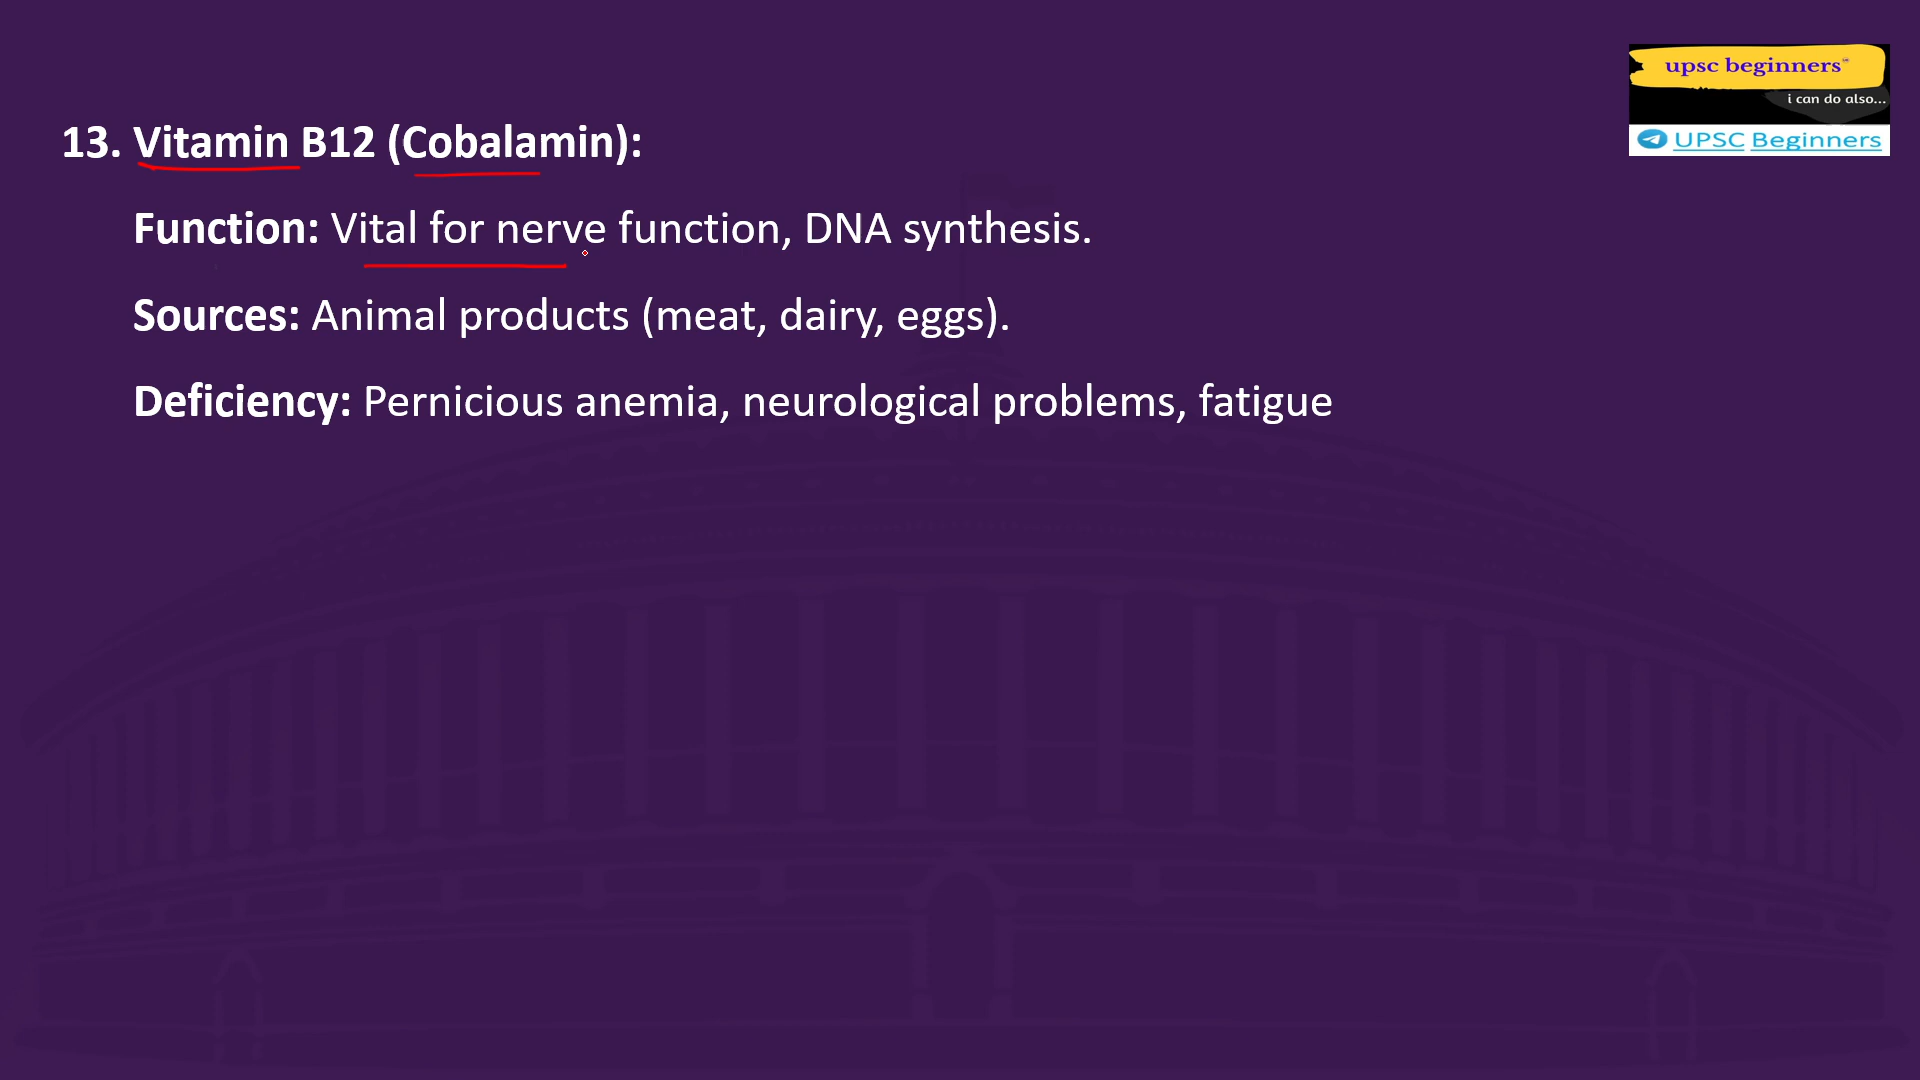 upsc beginners
i can do also...
UPSC Beginners
13. Vitamin B12 (Cobalamin):
Function: Vital for nerve function, DNA synthesis.
Sources: Animal products (meat, dairy, eggs).
Deficiency: Pernicious anemia, neurological problems, fatigue